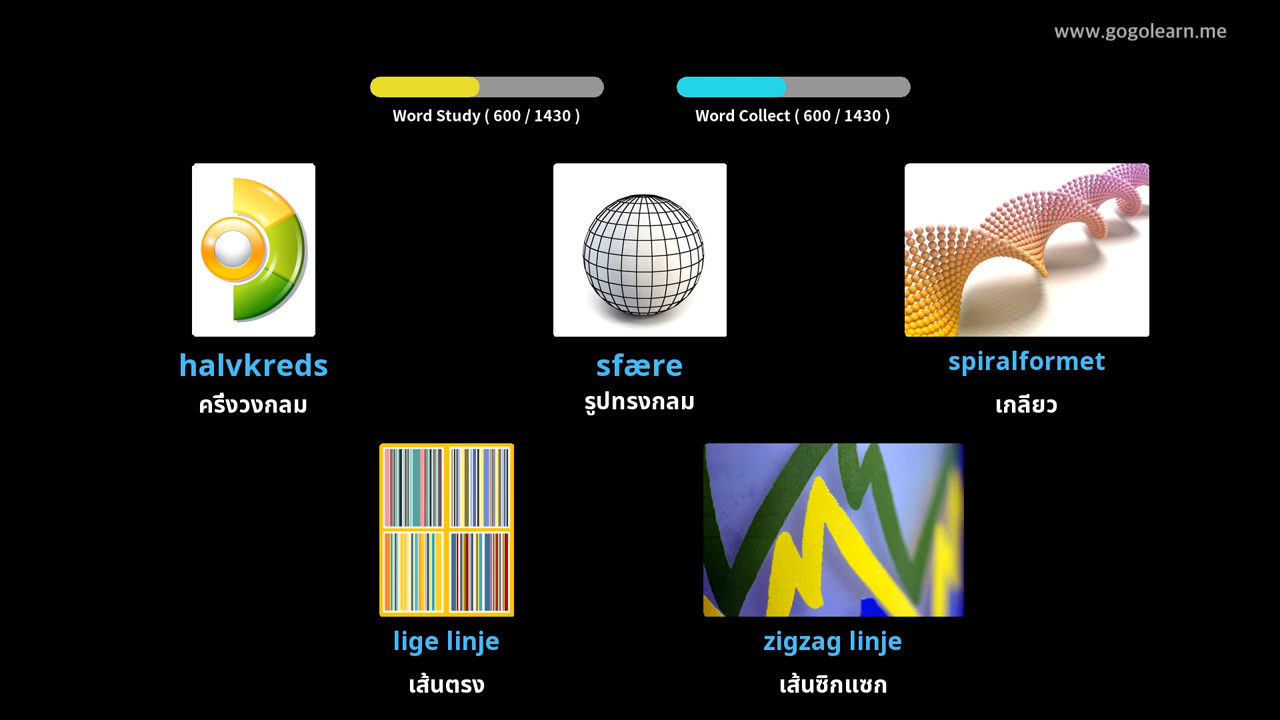 www.gogolearn.me
Word Study ( 600 / 1430 )
Word Collect ( 600 / 1430 )
halvkreds
ครึ่งวงกลม
sfære
รูปทรงกลม
spiralformet
เกลียว
lige linje
เส้นตรง
zigzag linje
เส้นซิกแซก